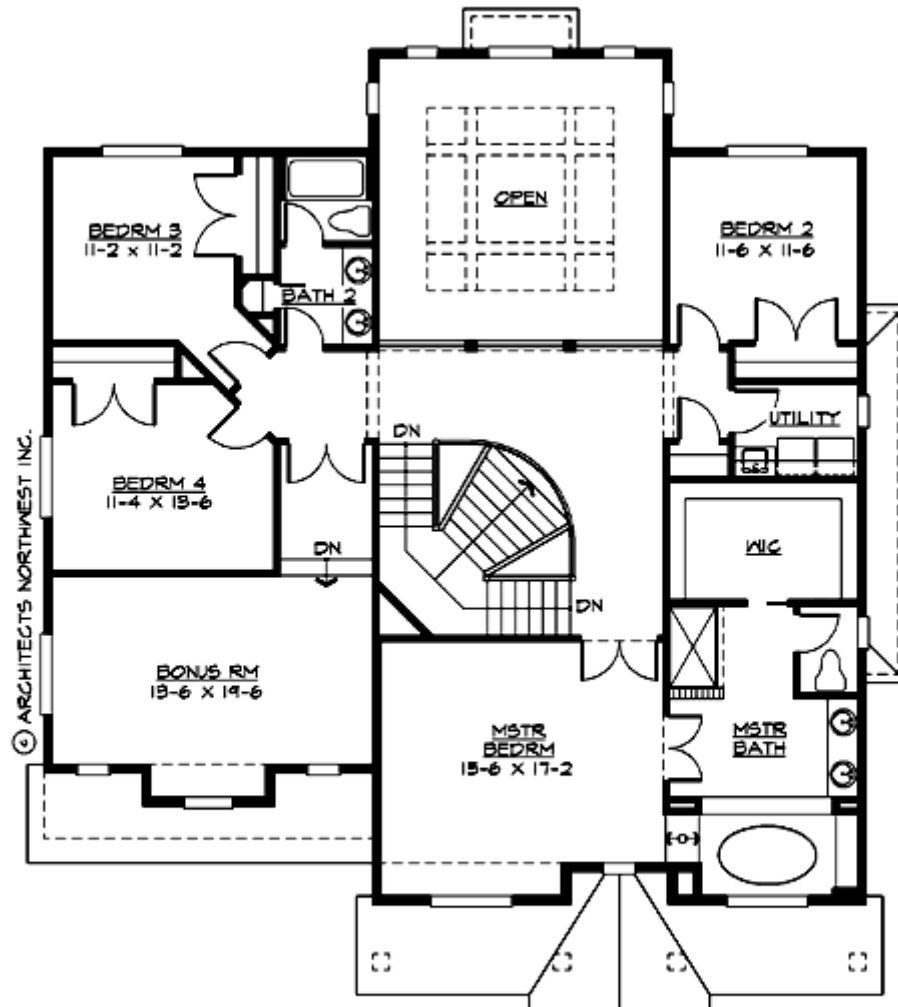 OPEN
BEDRM 3
11-2 x 11-2
BEDRM 2
11-6 x 11-6
BATH 2
UTILITY
DN
BEDRM 4
11-4 X 13-6
DN
WIC
DN
BONUS RM
13-6 X 19-6
MSTR
BEDRM
15-6 X 17-2
MSTR
BATH
© ARCHITECTS NORTHWEST INC.